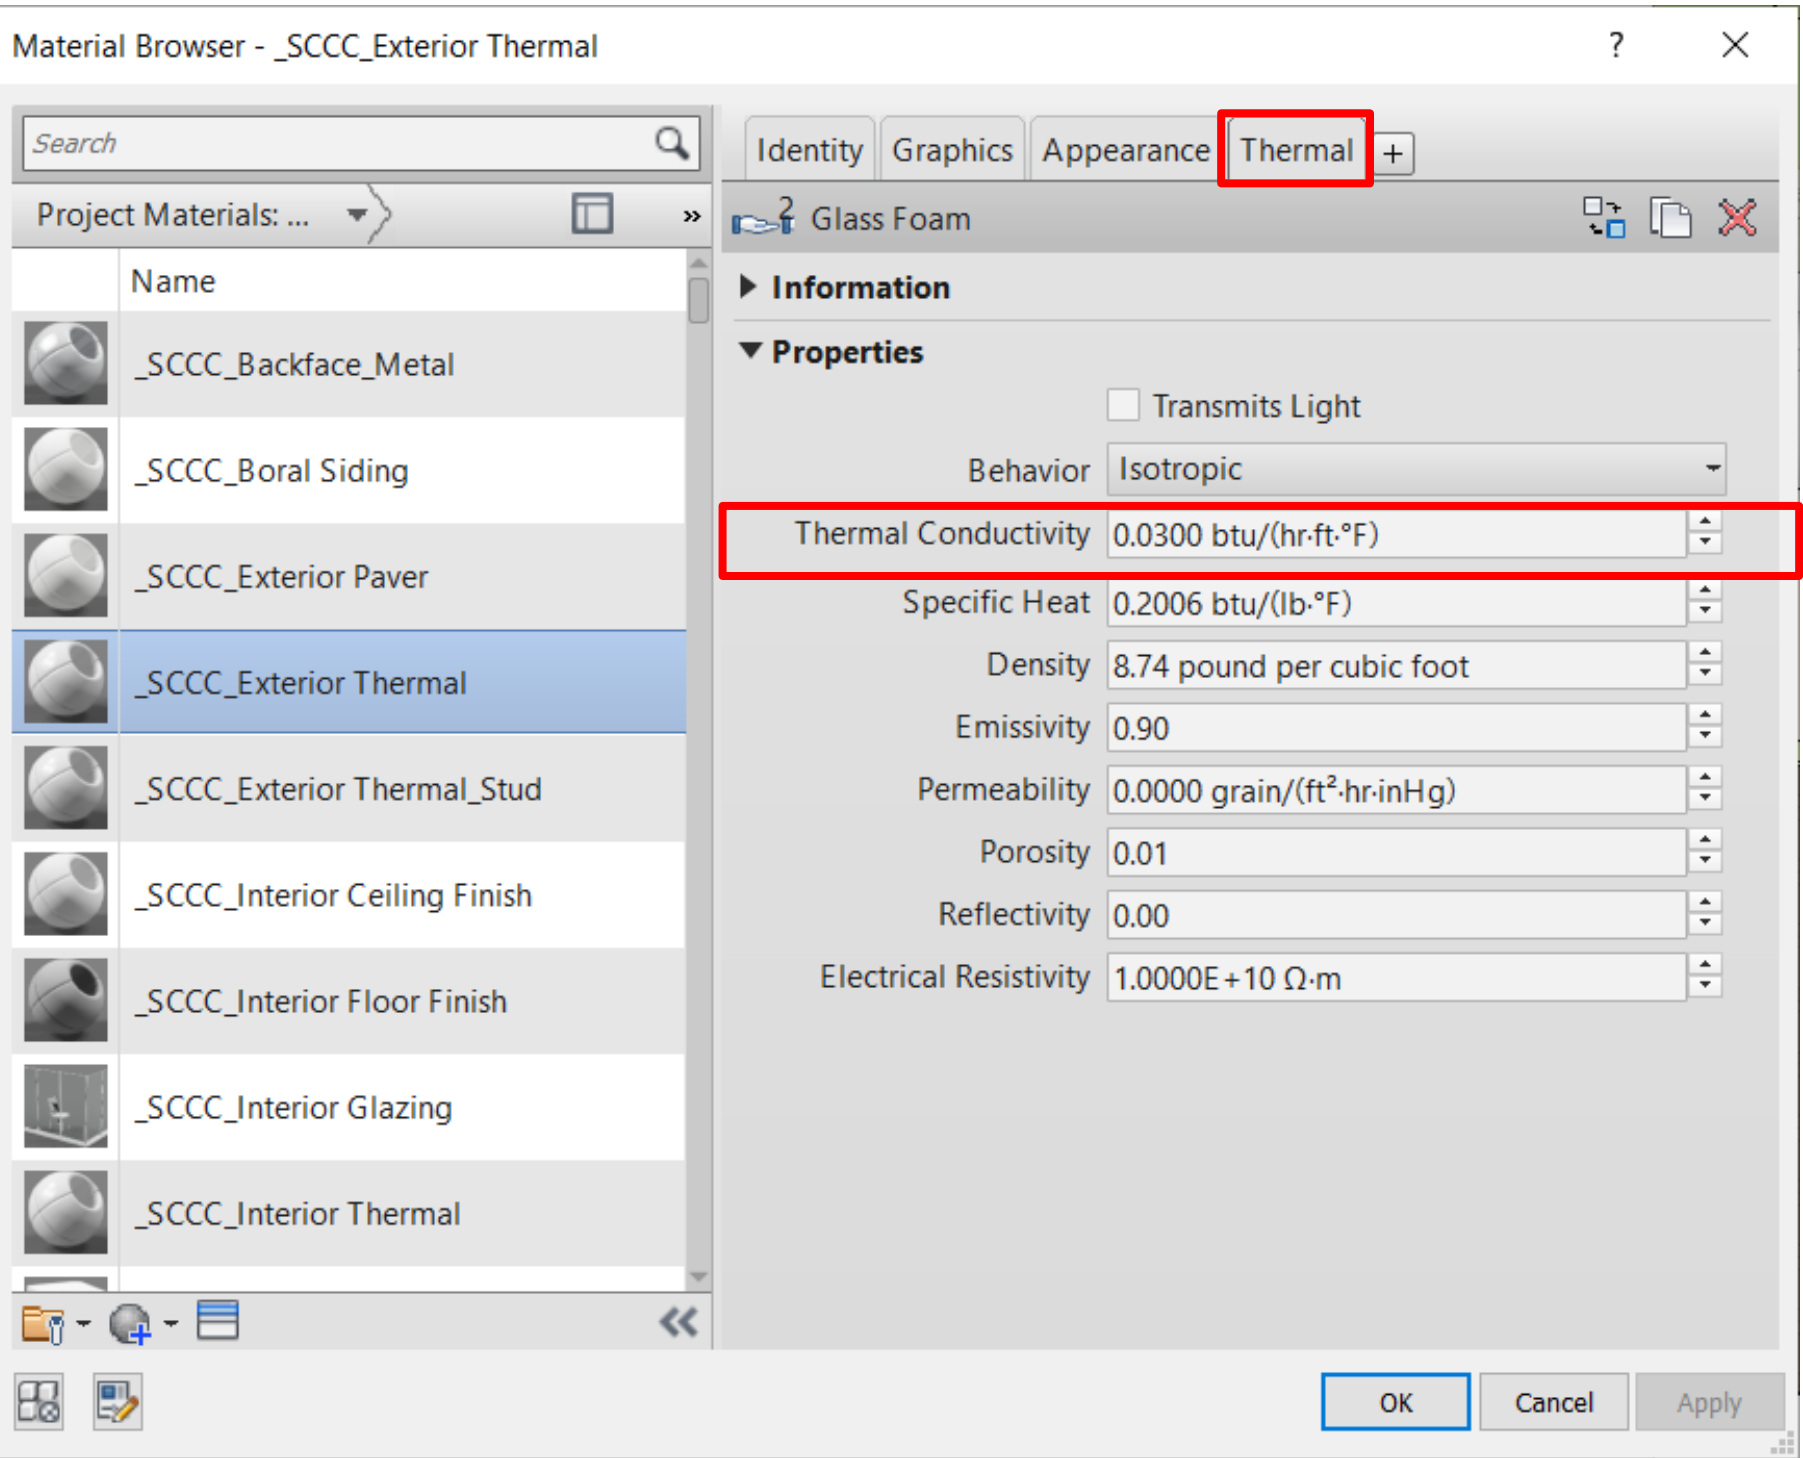 Material Browser - _SCCC_Exterior Thermal
?
Search
Project Materials: ...
»
Name
_SCCC_Backface_Metal
_SCCC_Boral Siding
_SCCC_Exterior Paver
_SCCC_Exterior Thermal
_SCCC_Exterior Thermal_Stud
_SCCC_Interior Ceiling Finish
_SCCC_Interior Floor Finish
_SCCC_Interior Glazing
_SCCC_Interior Thermal
Identity Graphics Appearance Thermal +
2 Glass Foam
Information
Properties
Transmits Light
Behavior Isotropic
Thermal Conductivity 0.0300 btu/(hr·ft·°F)
Specific Heat 0.2006 btu/(lb·°F)
Density 8.74 pound per cubic foot
Emissivity 0.90
Permeability 0.0000 grain/(ft²·hr·inHg)
Porosity 0.01
Reflectivity 0.00
Electrical Resistivity 1.0000E+10 Ω·m
OK Cancel Apply